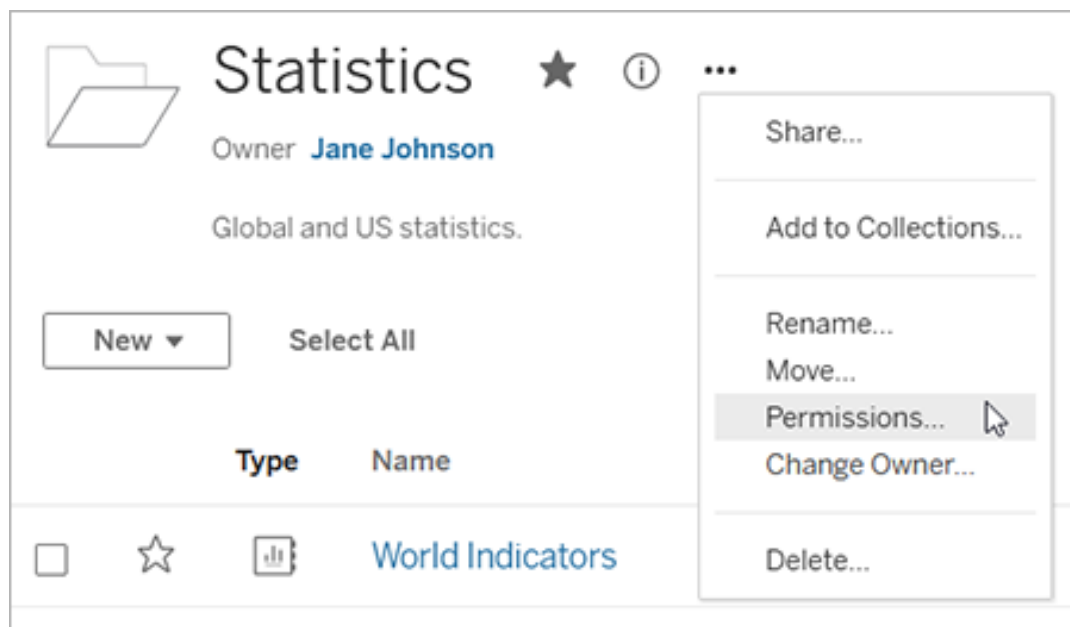 Statistics
Owner Jane Johnson
Global and US statistics.
New
Select All
Share...
Add to Collections...
Rename...
Move...
Permissions...
Change Owner...
Delete...
Type Name
World Indicators